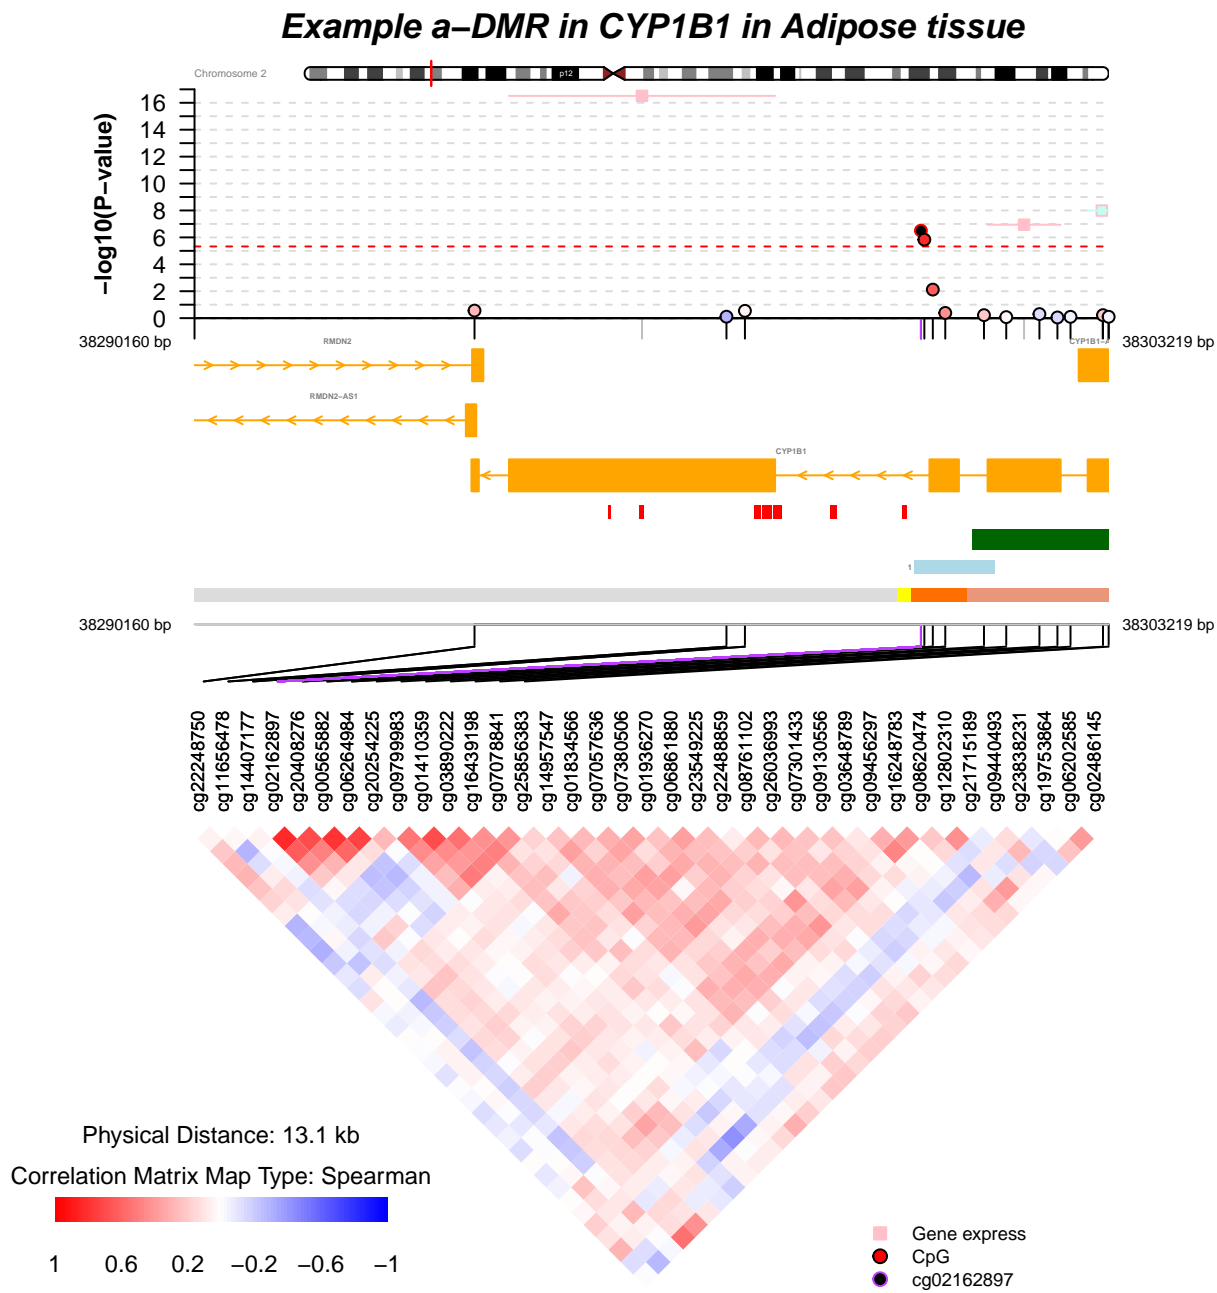 Example a–DMR in CYP1B1 in Adipose tissue
Chromosome 2
p12
−log10(P−value)
16
14
12
10
8
6
4
2
0
38290160 bp
38303219 bp
RMDN2
CYP1B1−A
RMDN2−AS1
CYP1B1
1
38290160 bp
38303219 bp
cg22248750
cg11656478
cg14407177
cg02162897
cg20408276
cg00565882
cg06264984
cg20254225
cg09799983
cg01410359
cg03890222
cg16439198
cg07078841
cg25856383
cg14957547
cg01834566
cg07057636
cg07380506
cg01936270
cg06861880
cg23549225
cg22488859
cg08761102
cg26036993
cg07301433
cg09130556
cg03648789
cg09456297
cg16248783
cg08620474
cg12802310
cg21715189
cg09440493
cg23838231
cg19753864
cg06202585
cg02486145
Physical Distance: 13.1 kb
Correlation Matrix Map Type: Spearman
1 0.6 0.2 −0.2 −0.6 −1
Gene express
CpG
cg02162897